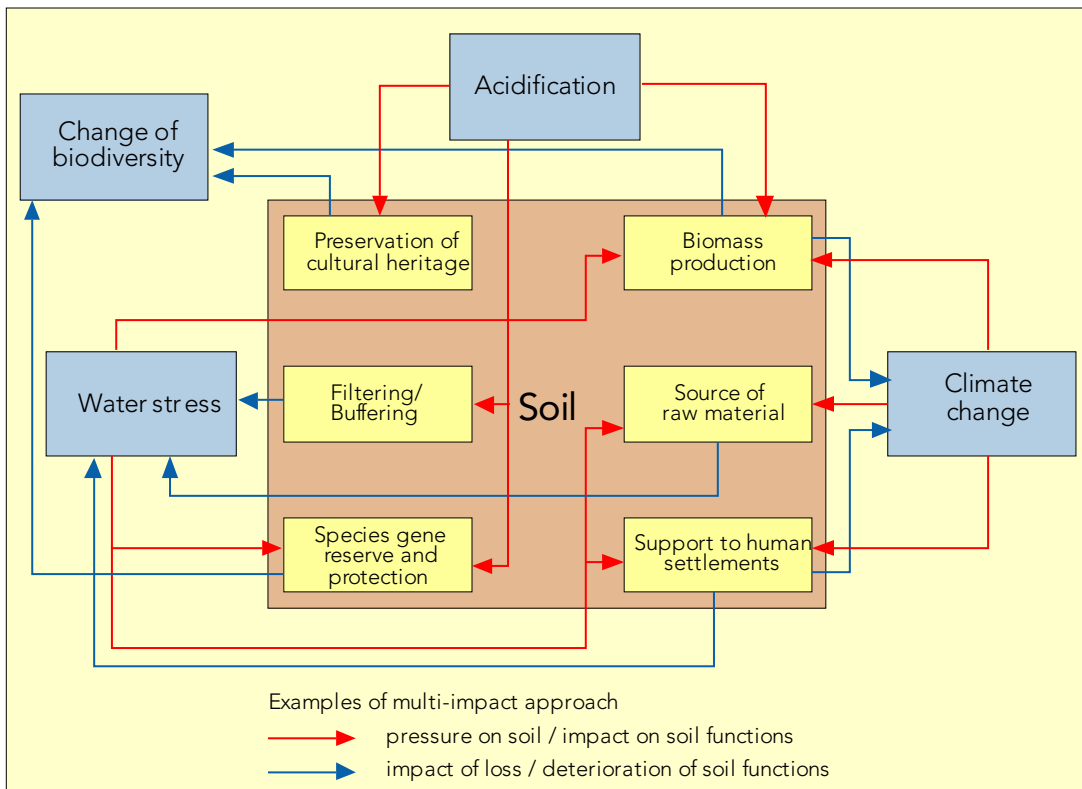 Acidification
Change of
biodiversity
Preservation of
cultural heritage
Biomass
production
Water stress
Filtering/
Buffering
Soil
Source of
raw material
Climate
change
Species gene
reserve and
protection
Support to human
settlements
Examples of multi-impact approach
pressure on soil / impact on soil functions
impact of loss / deterioration of soil functions